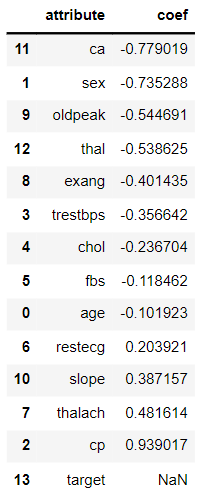 attribute coef
11 ca -0.779019
1 sex -0.735288
9 oldpeak -0.544691
12 thal -0.538625
8 exang -0.401435
3 trestbps -0.356642
4 chol -0.236704
5 fbs -0.118462
0 age -0.101923
6 restecg 0.203921
10 slope 0.387157
7 thalach 0.481614
2 cp 0.939017
13 target NaN